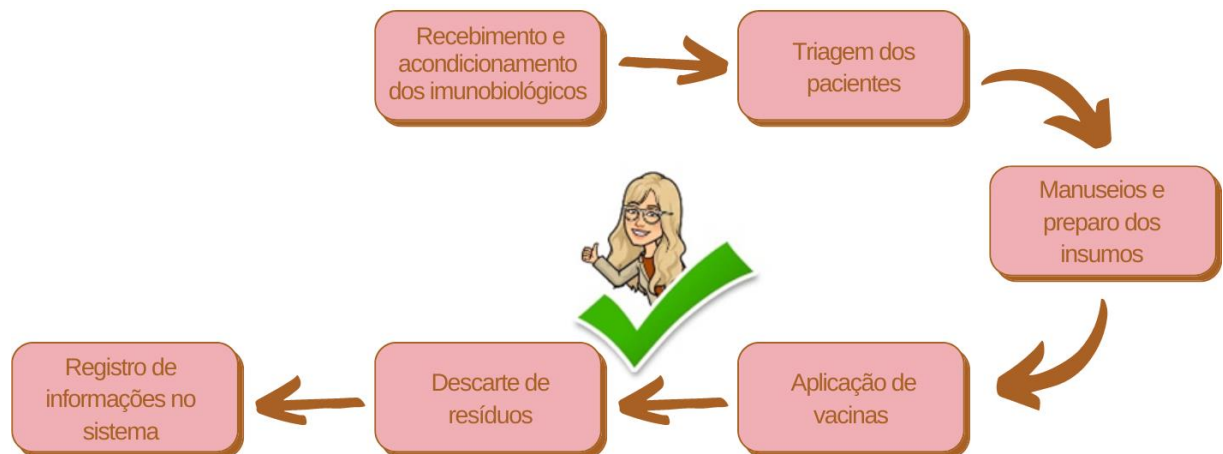 Recebimento e
acondicionamento
dos imunobiológicos
Triagem dos
pacientes
Manuseios e
preparo dos
insumos
Aplicação de
vacinas
Descarte de
resíduos
Registro de
informações no
sistema